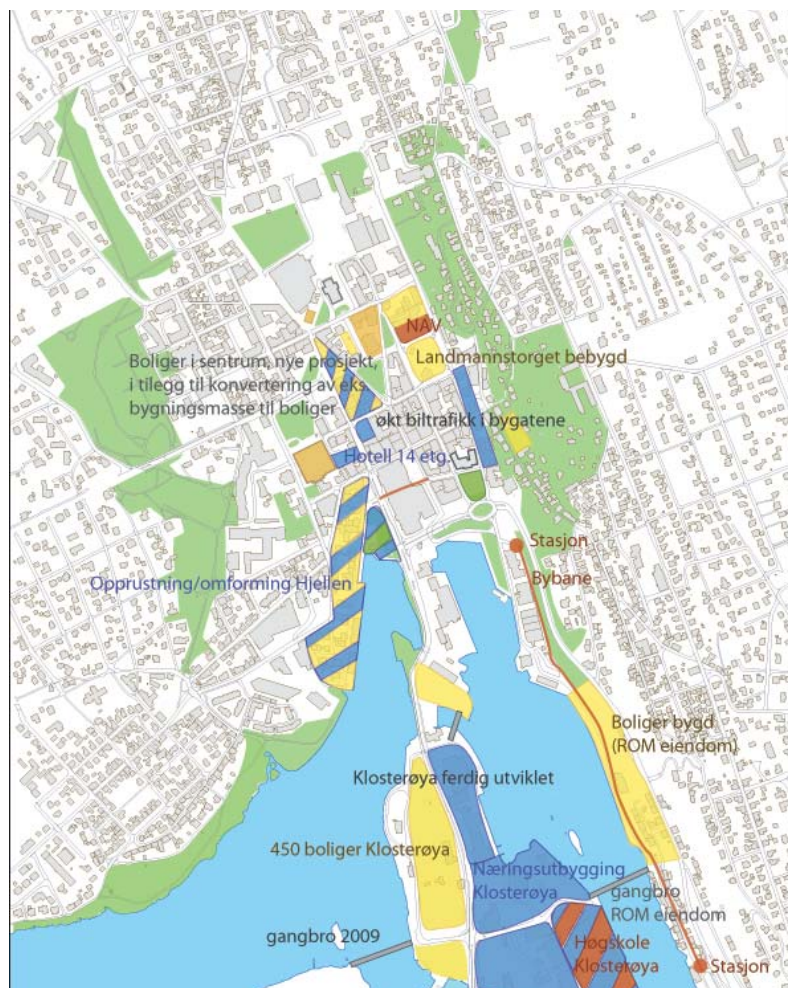 NAV
Landmannstorget bebygd
Boliger i sentrum, nye prosjekt,
i tilegg til konvertering av eks.
bygningsmasse til boliger
økt biltrafikk i bygatene
Hotell 14 etg.
Stasjon
Bybane
Opprustning/omforming Hjellen
Boliger bygd
(ROM eiendom)
Klosterøya ferdig utviklet
450 boliger Klosterøya
Næringsutbygging
Klosterøya
gangbro
ROM eiendom
gangbro 2009
Høgskole
Klosterøya
Stasjon